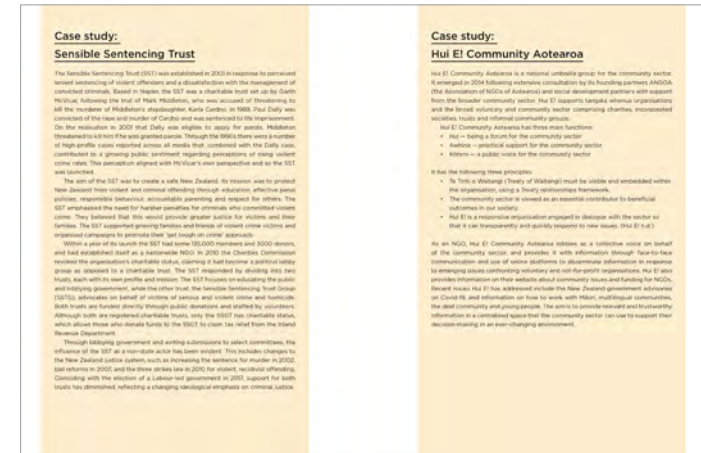 Case study:
Sensible Sentencing Trust
The Sensible Sentencing Trust (SST) was established in 2001 in response to perceived
lenient sentencing of violent offenders and a dissatisfaction with the management of
convicted criminals. Based in Napier, the SST was a charitable trust set up by Garth
McVicar, following the trial of Mark Middleton, who was accused of threatening to
kill the murderer of Middleton's stepdaughter, Karla Cardno, in 1989. Paul Dally was
convicted of the rape and murder of Cardno and was sentenced to life imprisonment.
On the realisation in 2001 that Dally was eligible to apply for parole, Middleton
threatened to kill him if he was granted parole. Through the 1990s there were a number
of high-profile cases reported across all media that, combined with the Dally case,
contributed to a growing public sentiment regarding perceptions of rising violent
crime rates. This perception aligned with McVicar's own perspective and so the SST
was launched.
The aim of the SST was to create a safe New Zealand. Its mission was to protect
New Zealand from violent and criminal offending through education, effective penal
policies, responsible behaviour, accountable parenting and respect for others. The
SST emphasised the need for harsher penalties for criminals who committed violent
crime. They believed that this would provide greater justice for victims and their
families. The SST supported grieving families and friends of violent crime victims and
organised campaigns to promote their 'get tough on crime' approach.
Within a year of its launch the SST had some 135,000 members and 3000 donors,
and had established itself as a nationwide NGO. In 2010 the Charities Commission
revoked the organisation's charitable status, claiming it had become a political lobby
group as opposed to a charitable trust. The SST responded by dividing into two
trusts, each with its own profile and mission. The SST focuses on educating the public
and lobbying government, while the other trust, the Sensible Sentencing Trust Group
(SSTG), advocates on behalf of victims of serious and violent crime and homicide.
Both trusts are funded directly through public donations and staffed by volunteers.
Although both are registered charitable trusts, only the SSGT has charitable status,
which allows those who donate funds to the SSGT to claim tax relief from the Inland
Revenue Department.
Through lobbying government and writing submissions to select committees, the
influence of the SST as a non-state actor has been evident. This includes changes to
the New Zealand justice system, such as increasing the sentence for murder in 2002,
bail reforms in 2007, and the three strikes law in 2010 for violent, recidivist offending.
Coinciding with the election of a Labour-led government in 2017, support for both
trusts has diminished, reflecting a changing ideological emphasis on criminal justice.
Case study:
Hui E! Community Aotearoa
Hui E! Community Aotearoa is a national umbrella group for the community sector.
It emerged in 2014 following extensive consultation by its founding partners ANGOA
(the Association of NGOs of Aotearoa) and social development partners with support
from the broader community sector. Hui E! supports tangata whenua organisations
and the broad voluntary and community sector comprising charities, incorporated
societies, trusts and informal community groups.
Hui E! Community Aotearoa has three main functions:
• Hui — being a forum for the community sector
• Awhina — practical support for the community sector
• Kōrero — a public voice for the community sector
It has the following three principles:
• Te Tiriti o Waitangi (Treaty of Waitangi) must be visible and embedded within
the organisation, using a Treaty relationships framework.
• The community sector is viewed as an essential contributor to beneficial
outcomes in our society.
• Hui E! is a responsive organisation engaged in dialogue with the sector so
that it can transparently and quickly respond to new issues. (Hui E! n.d.)
As an NGO, Hui E! Community Aotearoa lobbies as a collective voice on behalf
of the community sector, and provides it with information through face-to-face
communication and use of online platforms to disseminate information in response
to emerging issues confronting voluntary and not-for-profit organisations. Hui E! also
provides information on their website about community issues and funding for NGOs.
Recent issues Hui E! has addressed include the New Zealand government advisories
on Covid-19, and information on how to work with Māori, multilingual communities,
the deaf community and young people. The aim is to provide relevant and trustworthy
information in a centralised space that the community sector can use to support their
decision-making in an ever-changing environment.